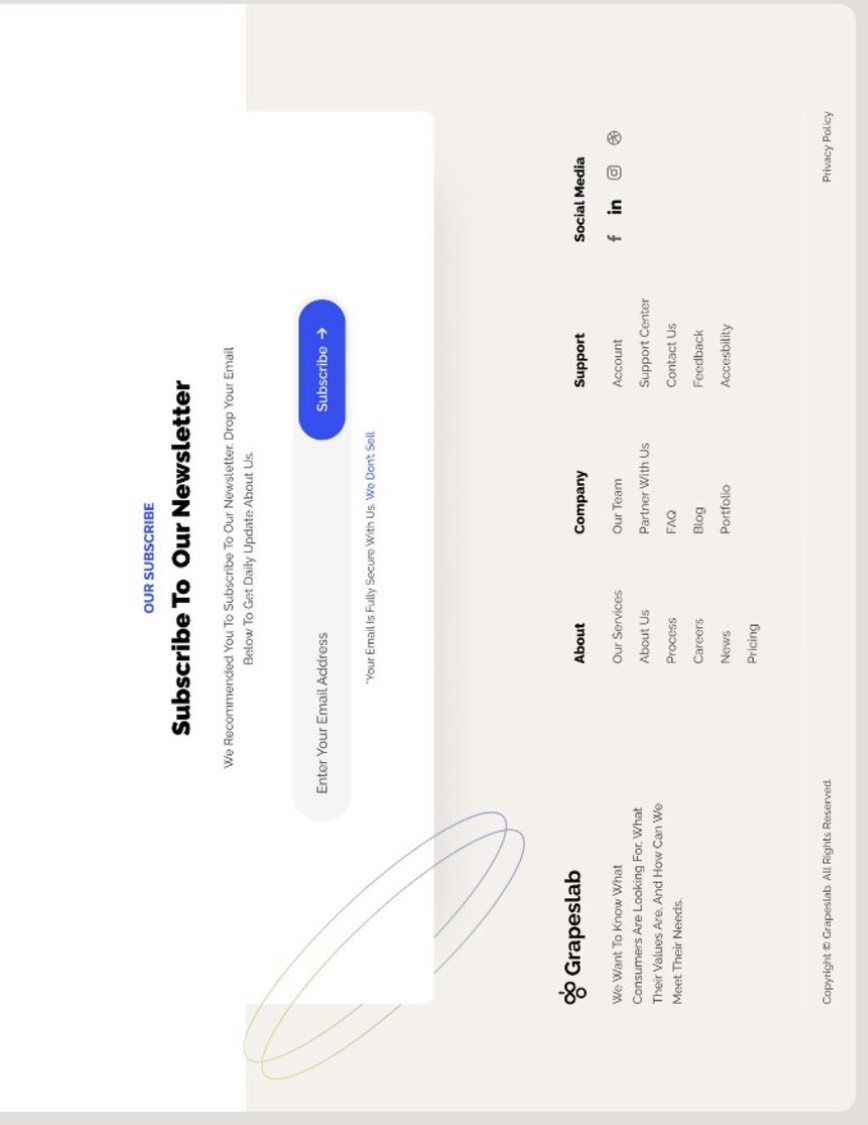 OUR SUBSCRIBE
Subscribe To Our Newsletter
We Recommended You To Subscribe To Our Newsletter. Drop Your Email
Below To Get Daily Update About Us.
Enter Your Email Address
Subscribe →
*Your Email Is Fully Secure With Us. We Don't Sell
Grapeslab
We Want To Know What
Consumers Are Looking For, What
Their Values Are, And How Can We
Meet Their Needs.
About
Our Services
About Us
Process
Careers
News
Pricing
Company
Our Team
Partner With Us
FAQ
Blog
Portfolio
Support
Account
Support Center
Contact Us
Feedback
Accesbility
Social Media
Copyright © Grapeslab. All Rights Reserved.
Privacy Policy